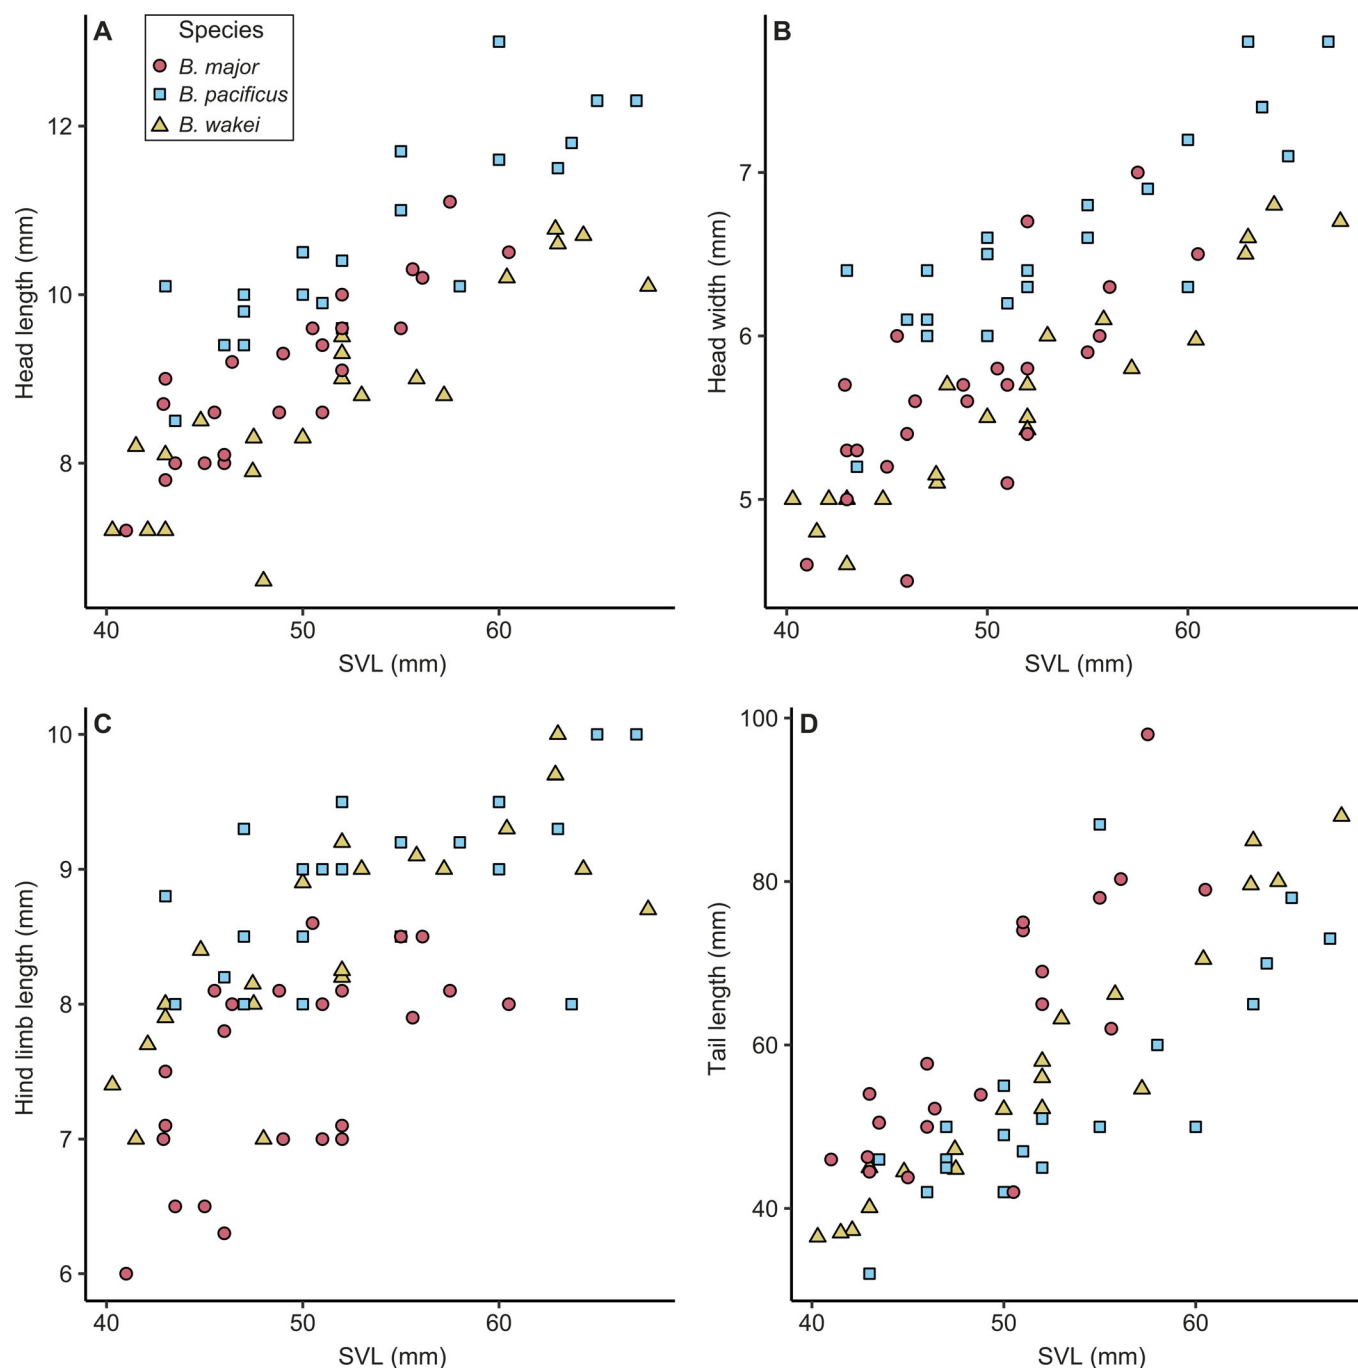 A
Species
B. major
B. pacificus
B. wakei
12
10
8
Head length (mm)
40 50 60
SVL (mm)
B
7
6
5
Head width (mm)
40 50 60
SVL (mm)
C
10
9
8
7
6
Hind limb length (mm)
40 50 60
SVL (mm)
D
100
80
60
40
Tail length (mm)
40 50 60
SVL (mm)